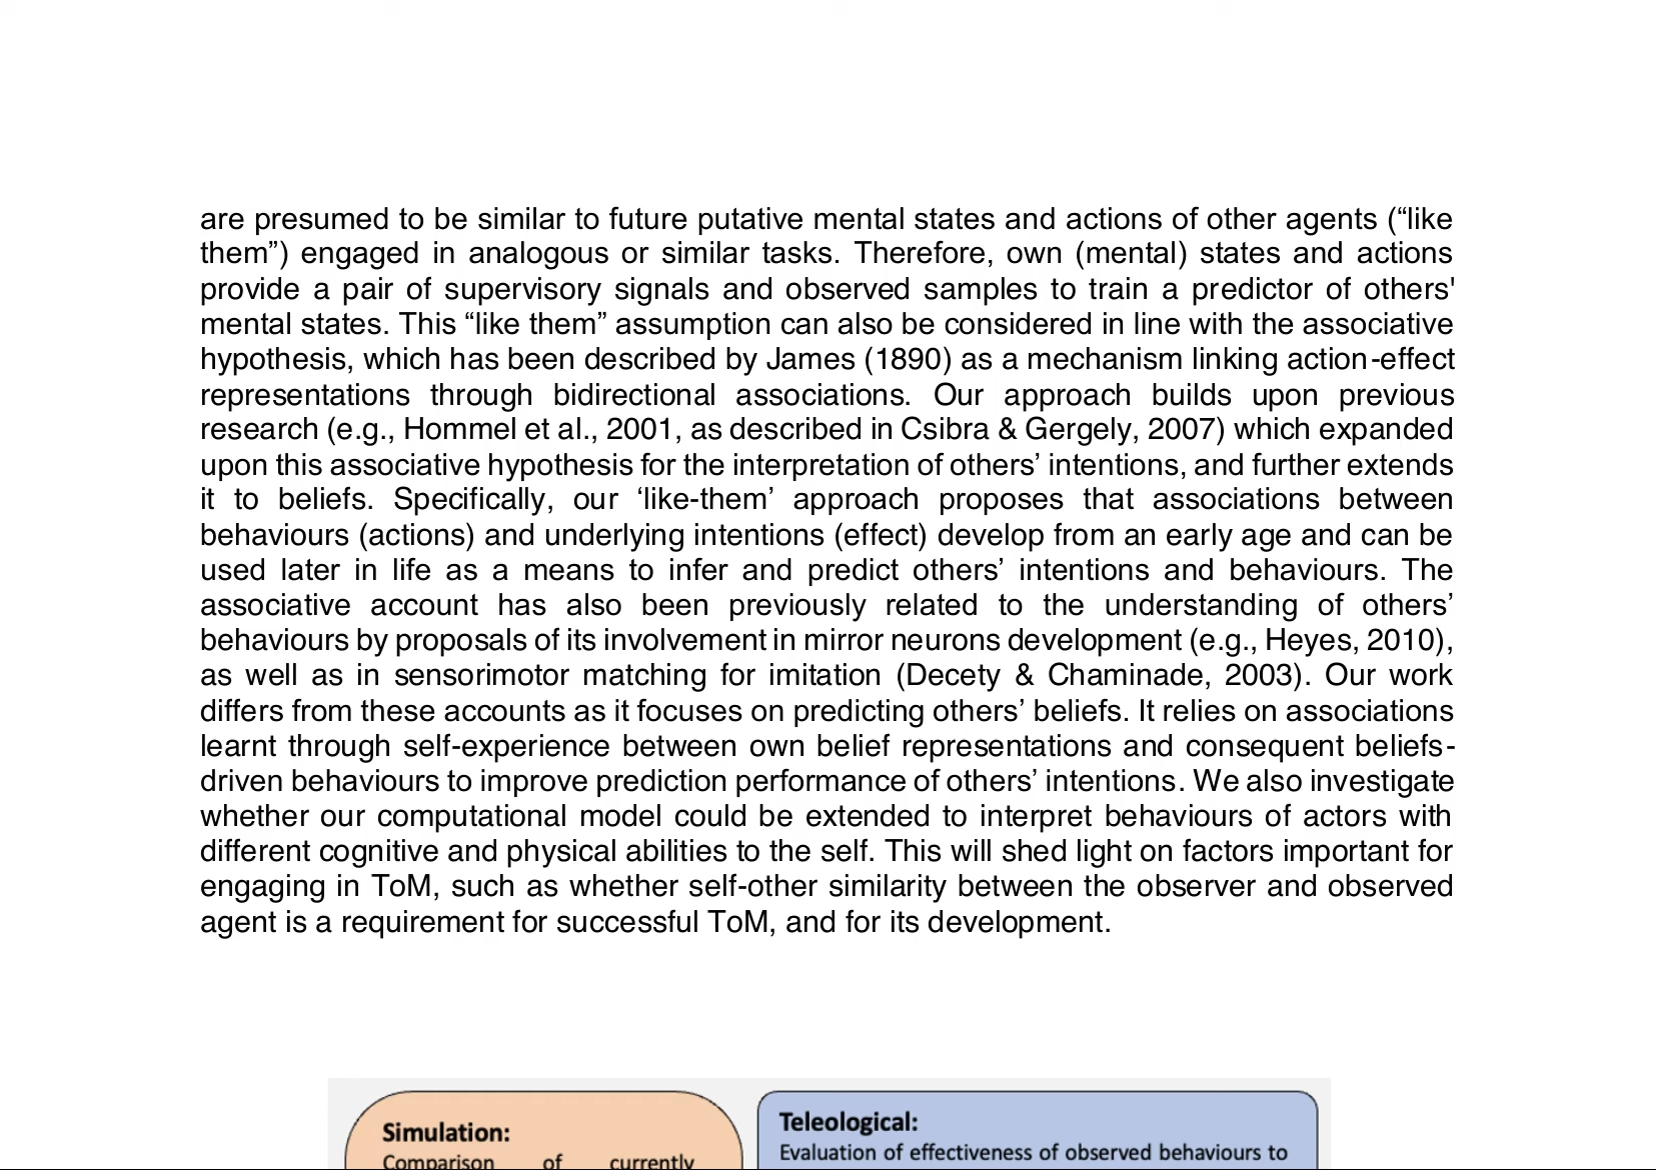 are presumed to be similar to future putative mental states and actions of other agents (“like
them”) engaged in analogous or similar tasks. Therefore, own (mental) states and actions
provide a pair of supervisory signals and observed samples to train a predictor of others'
mental states. This “like them” assumption can also be considered in line with the associative
hypothesis, which has been described by James (1890) as a mechanism linking action-effect
representations through bidirectional associations. Our approach builds upon previous
research (e.g., Hommel et al., 2001, as described in Csibra & Gergely, 2007) which expanded
upon this associative hypothesis for the interpretation of others’ intentions, and further extends
it to beliefs. Specifically, our ‘like-them’ approach proposes that associations between
behaviours (actions) and underlying intentions (effect) develop from an early age and can be
used later in life as a means to infer and predict others’ intentions and behaviours. The
associative account has also been previously related to the understanding of others’
behaviours by proposals of its involvement in mirror neurons development (e.g., Heyes, 2010),
as well as in sensorimotor matching for imitation (Decety & Chaminade, 2003). Our work
differs from these accounts as it focuses on predicting others’ beliefs. It relies on associations
learnt through self-experience between own belief representations and consequent beliefs-
driven behaviours to improve prediction performance of others’ intentions. We also investigate
whether our computational model could be extended to interpret behaviours of actors with
different cognitive and physical abilities to the self. This will shed light on factors important for
engaging in ToM, such as whether self-other similarity between the observer and observed
agent is a requirement for successful ToM, and for its development.
Simulation:
Comparison of currently
Teleological:
Evaluation of effectiveness of observed behaviours to